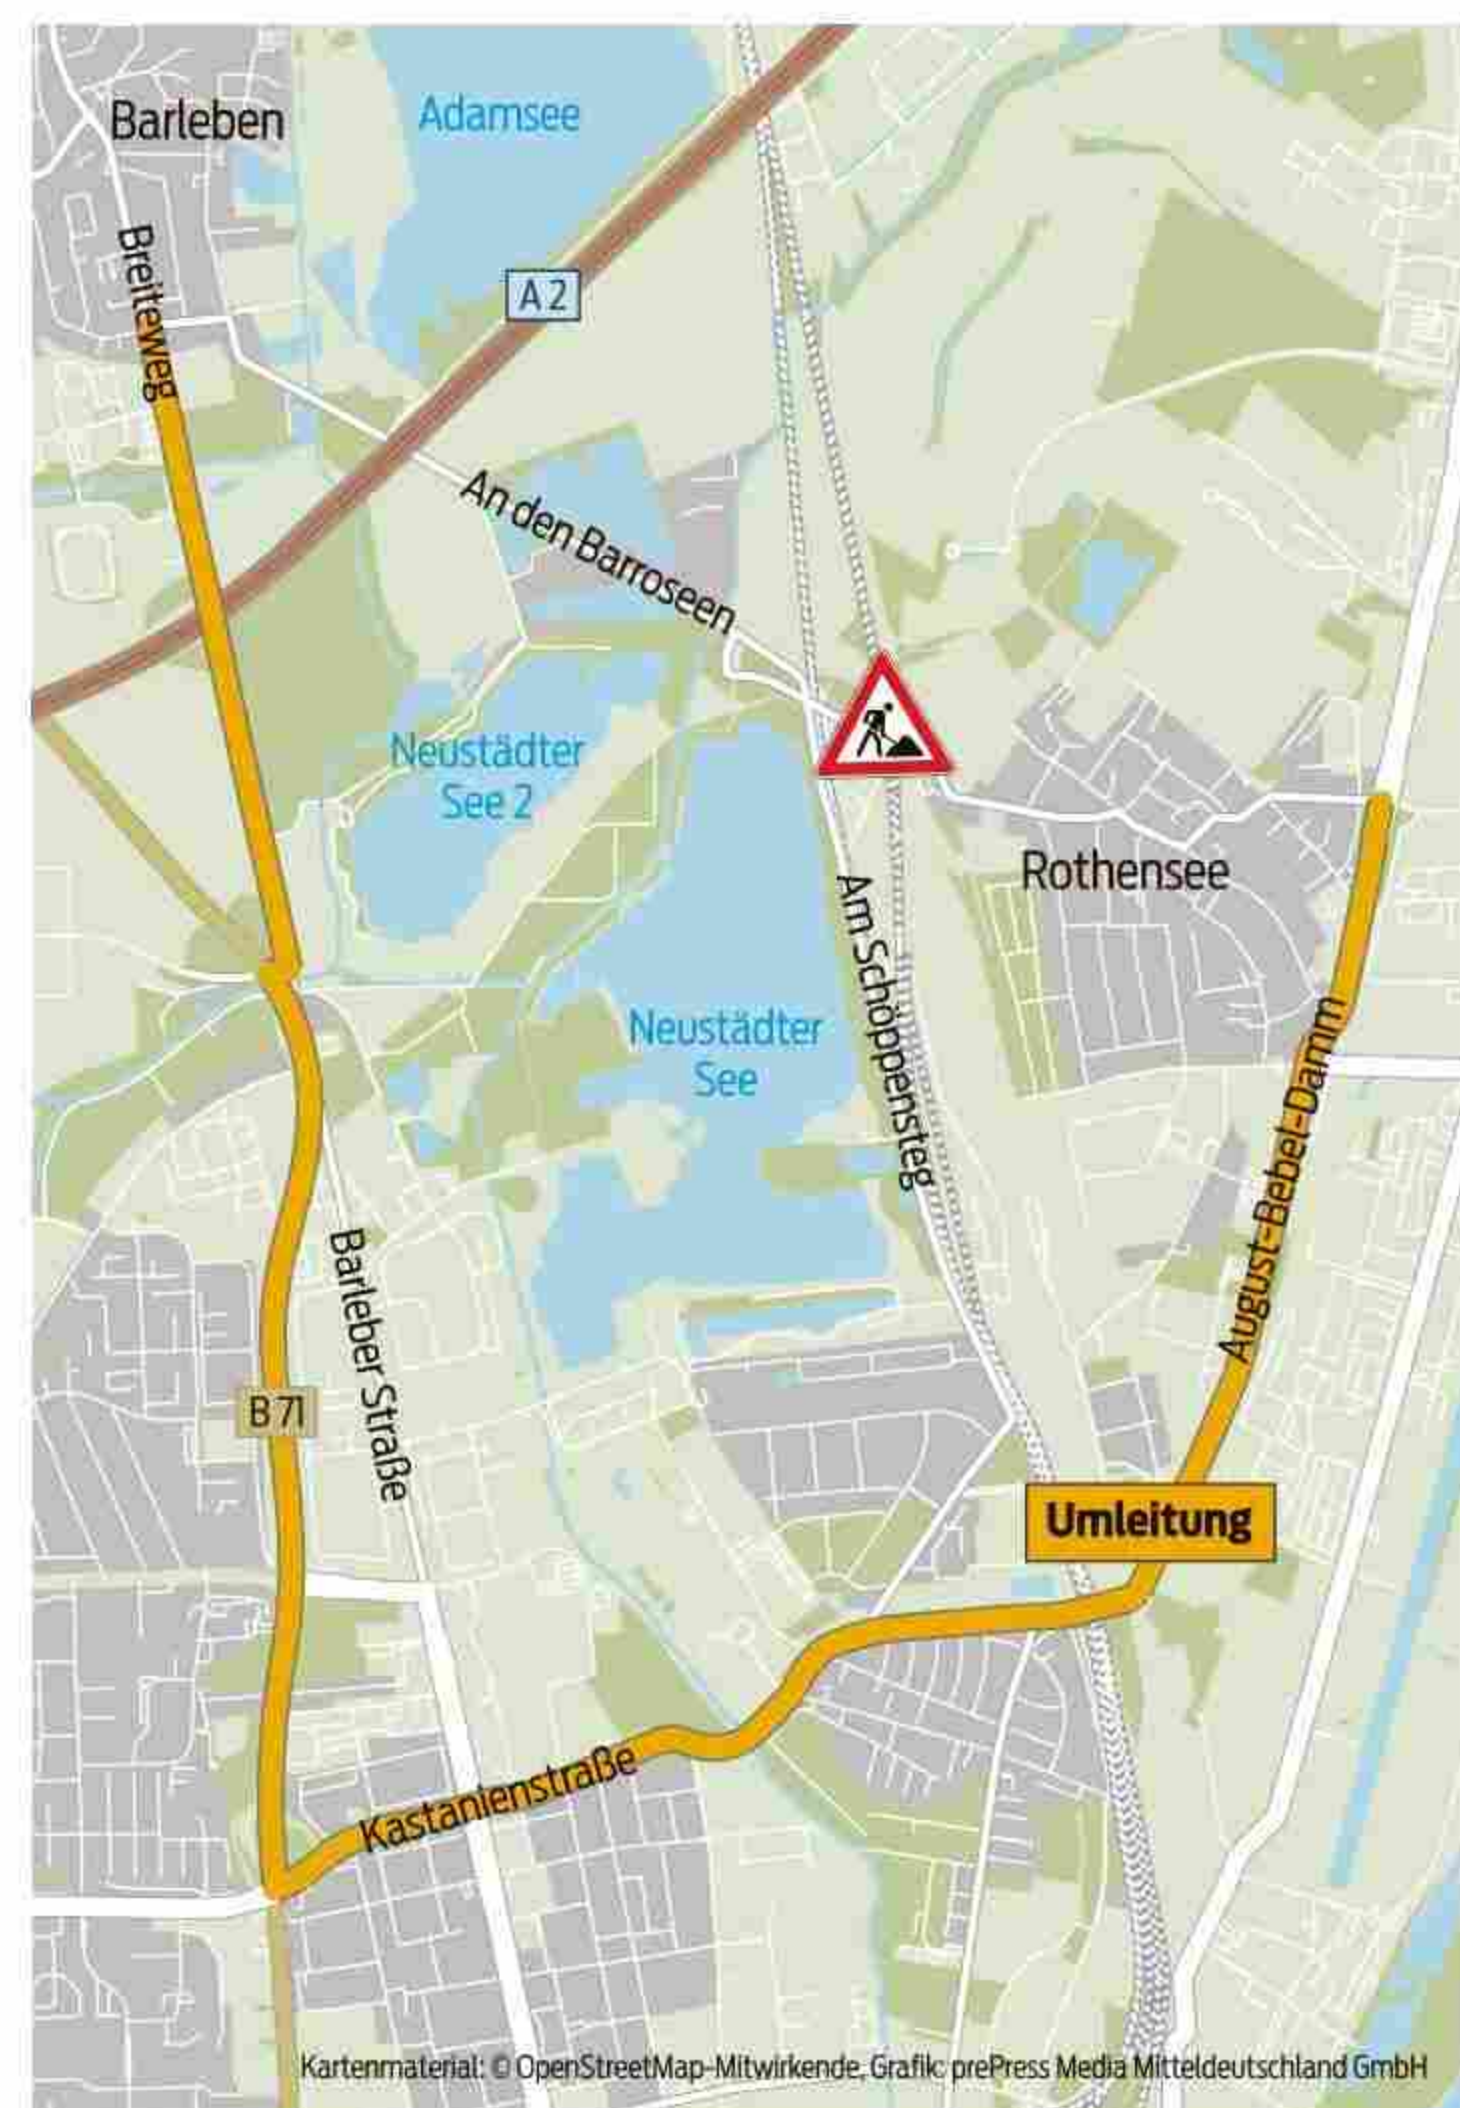 Barleben
Adamsee
Breiteweg
A 2
An den Barroseen
Neustädter
See 2
Rothensee
Am Schöppensteg
Neustädter
See
August-Bebel-Damm
Barleber Straße
B 71
Umleitung
Kastanienstraße
Kartenmaterial: © OpenStreetMap-Mitwirkende, Grafik: prePress Media Mitteldeutschland GmbH